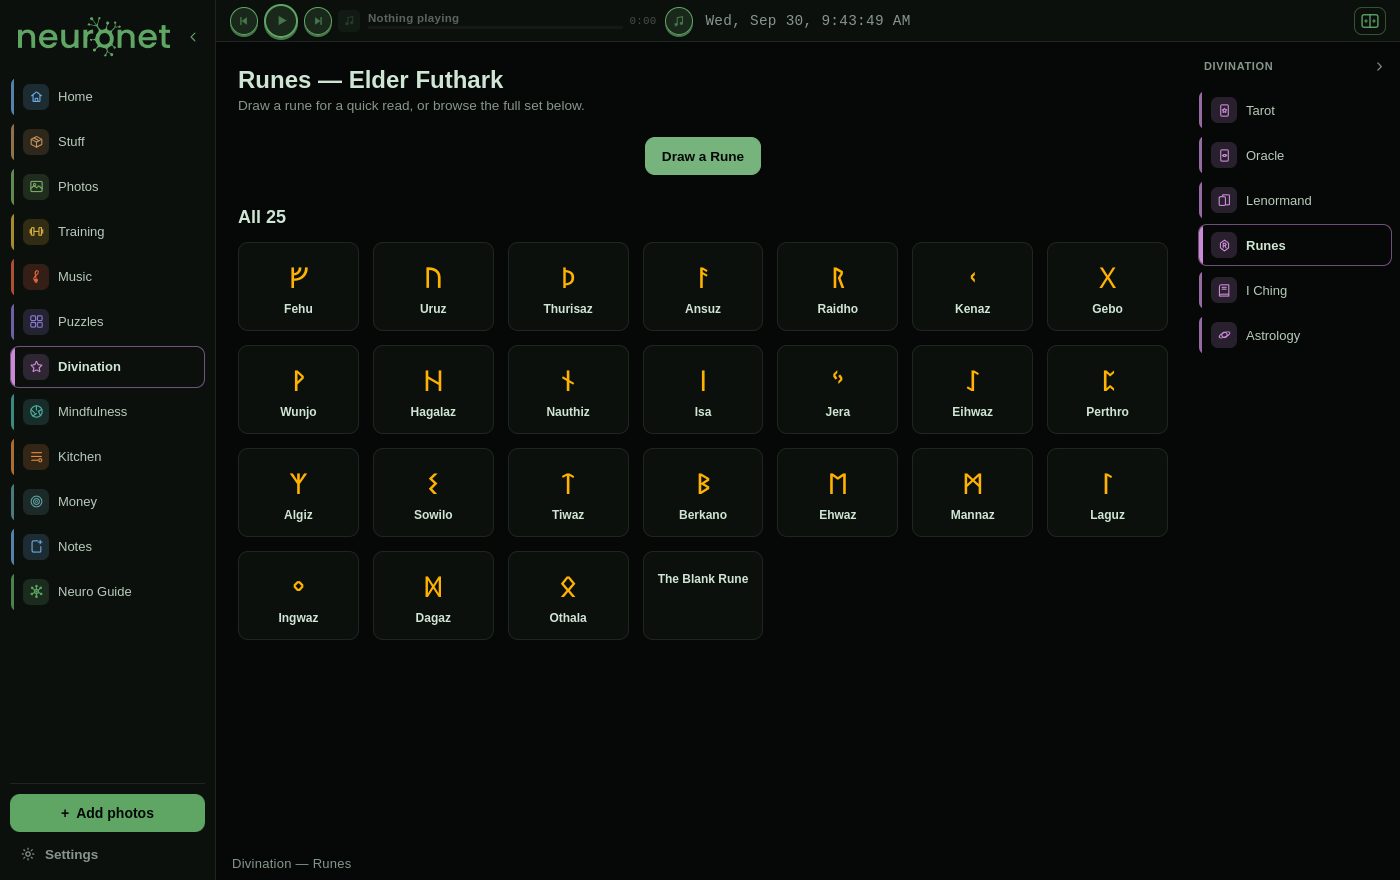 neuronet
Home
Stuff
Photos
Training
Music
Puzzles
Divination
Mindfulness
Kitchen
Money
Notes
Neuro Guide
+ Add photos
Settings
Nothing playing
0:00
Wed, Sep 30, 9:43:49 AM
Runes — Elder Futhark
Draw a rune for a quick read, or browse the full set below.
Draw a Rune
All 25
ᚠ ᚢ ᚦ ᚨ ᚱ ᚲ ᚷ
Fehu Uruz Thurisaz Ansuz Raidho Kenaz Gebo
ᚹ ᚺ ᚾ ᛁ ᛃ ᛇ ᛈ
Wunjo Hagalaz Nauthiz Isa Jera Eihwaz Perthro
ᛉ ᛊ ᛏ ᛒ ᛖ ᛗ ᛚ
Algiz Sowilo Tiwaz Berkano Ehwaz Mannaz Laguz
ᛜ ᛞ ᛟ
Ingwaz Dagaz Othala The Blank Rune
Divination — Runes
DIVINATION
Tarot
Oracle
Lenormand
Runes
I Ching
Astrology